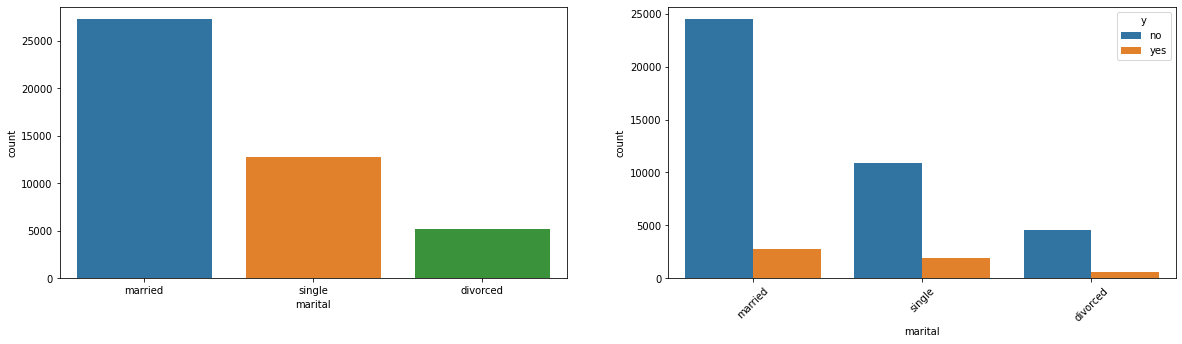 25000
20000
15000
10000
5000
0
count
married single divorced
marital
25000
20000
15000
10000
5000
0
count
y
no
yes
married single divorced
marital